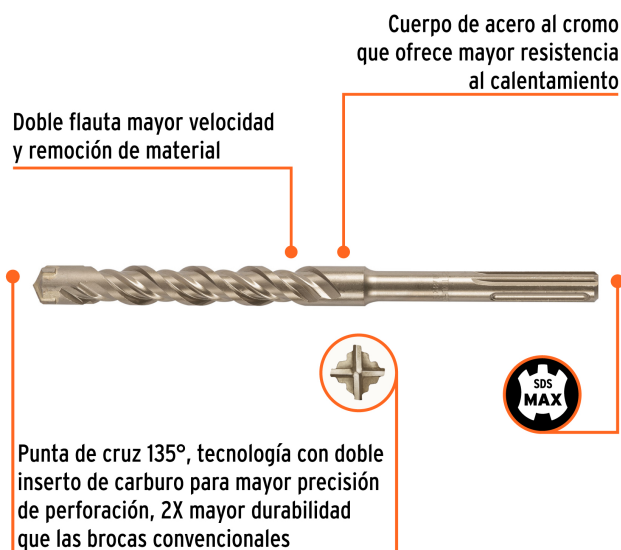 Cuerpo de acero al cromo
que ofrece mayor resistencia
al calentamiento
Doble flauta mayor velocidad
y remoción de material
SDS
MAX
Punta de cruz 135°, tecnología con doble
inserto de carburo para mayor precisión
de perforación, 2X mayor durabilidad
que las brocas convencionales